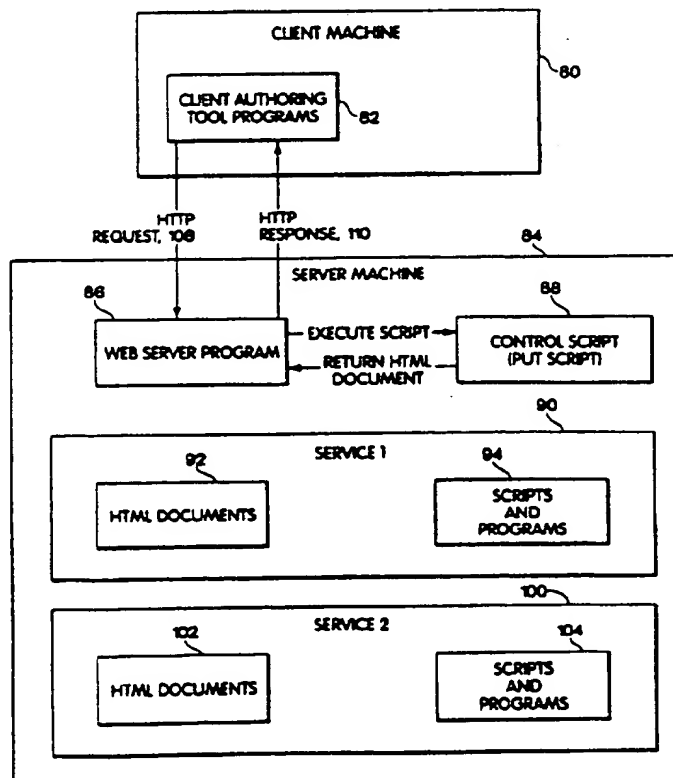 CLIENT MACHINE
80
CLIENT AUTHORING
TOOL PROGRAMS
82
HTTP
REQUEST, 108
HTTP
RESPONSE, 110
84
SERVER MACHINE
86
88
WEB SERVER PROGRAM
EXECUTE SCRIPT
RETURN HTML
DOCUMENT
CONTROL SCRIPT
(PUT SCRIPT)
90
SERVICE 1
92
94
HTML DOCUMENTS
SCRIPTS
AND
PROGRAMS
100
SERVICE 2
102
104
HTML DOCUMENTS
SCRIPTS
AND
PROGRAMS